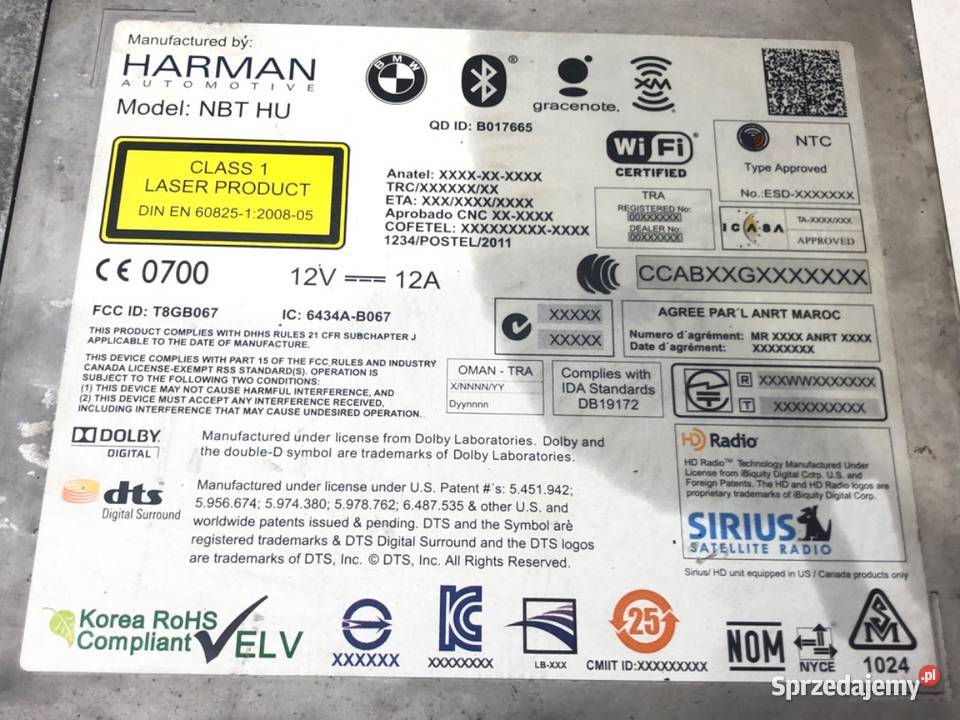 Manufactured by:
HARMAN
AUTOMOTIVE
Model: NBT HU
BMW
®
gracenote.
XM
QD ID: B017665
CLASS 1
LASER PRODUCT
DIN EN 60825-1:2008-05
Anatel: XXXX-XX-XXXX
TRC/XXXXXX/XX
ETA: XXX/XXXX/XXXX
Aprobado CNC XX-XXXX
COFETEL: XXXXXXXXX-XXXX
1234/POSTEL/2011
Wi Fi
CERTIFIED
NTC
Type Approved
No.:ESD-XXXXXXX
TRA
REGISTERED No:
00XXXXXX
DEALER No:
00XXXXXX
ICASA
TA-XXXX/XXX
APPROVED
CE 0700
12V 12A
CCABXXGXXXXXXX
FCC ID: T8GB067 IC: 6434A-B067
THIS PRODUCT COMPLIES WITH DHHS RULES 21 CFR SUBCHAPTER J
APPLICABLE TO THE DATE OF MANUFACTURE.
THIS DEVICE COMPLIES WITH PART 15 OF THE FCC RULES AND INDUSTRY
CANADA LICENSE-EXEMPT RSS STANDARD(S). OPERATION IS
SUBJECT TO THE FOLLOWING TWO CONDITIONS:
(1) THIS DEVICE MAY NOT CAUSE HARMFUL INTERFERENCE, AND
(2) THIS DEVICE MUST ACCEPT ANY INTERFERENCE RECEIVED,
INCLUDING INTERFERENCE THAT MAY CAUSE UNDESIRED OPERATION.
XXXXX
XXXXX
AGREE PAR'L ANRT MAROC
Numero d´agrément: MR XXXX ANRT XXXX
Date d´agrément: XXXXXXXX
OMAN - TRA
X/NNNN/YY
Dyynnnn
Complies with
IDA Standards
DB19172
R XXXWWXXXXXXX
T XXXXXXXXXX
DOLBY
DIGITAL
Manufactured under license from Dolby Laboratories. Dolby and
the double-D symbol are trademarks of Dolby Laboratories.
dts
Digital Surround
Manufactured under license under U.S. Patent #´s: 5.451.942;
5.956.674; 5.974.380; 5.978.762; 6.487.535 & other U.S. and
worldwide patents issued & pending. DTS and the Symbol are
registered trademarks & DTS Digital Surround and the DTS logos
are trademarks of DTS, Inc. © DTS, Inc. All Rights Reserved.
HD Radio
HD Radio™ Technology Manufactured Under
License from iBiquity Digital Corp. U.S. and
Foreign Patents. The HD and HD Radio logos are
proprietary trademarks of iBiquity Digital Corp.
SIRIUS
SATELLITE RADIO
Sirius/ HD unit equipped in US / Canada products only
Korea RoHS
Compliant
ELV
XXXXXX
KC
XXXXXXXX
LB-XXX
25
CMIIT ID:XXXXXXXXX
NOM
NYCE
1024
Sprzedajemy.pl